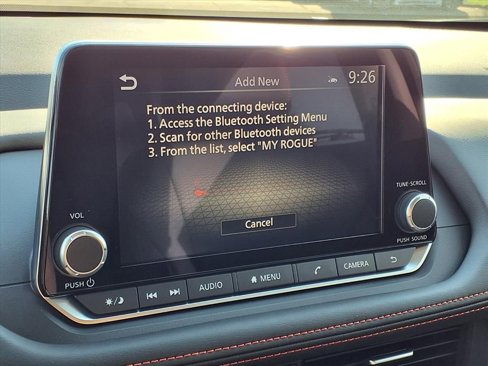 Add New
9:26
From the connecting device:
1. Access the Bluetooth Setting Menu
2. Scan for other Bluetooth devices
3. From the list, select "MY ROGUE"
Cancel
VOL
PUSH
TUNE·SCROLL
PUSH SOUND
AUDIO
MENU
CAMERA